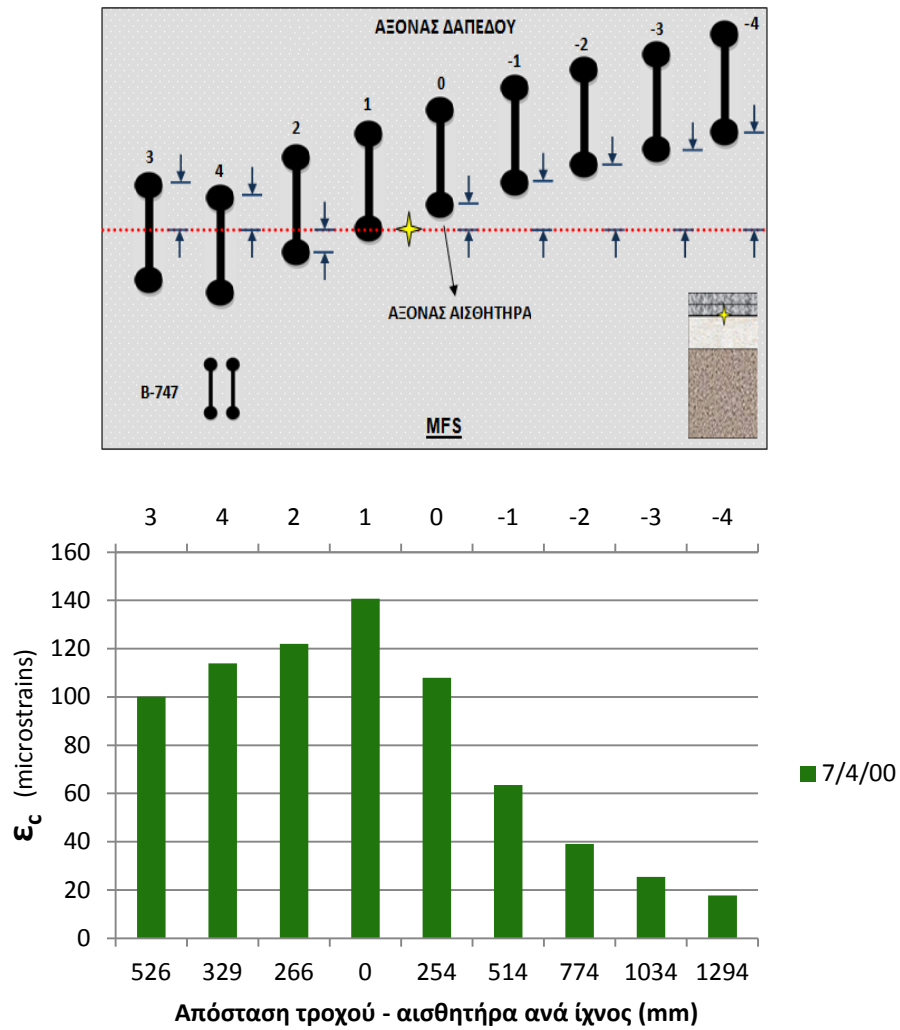 ΑΞΟΝΑΣ ΔΑΠΕΔΟΥ
3 4 2 1 0 -1 -2 -3 -4
ΑΞΟΝΑΣ ΑΙΣΘΗΤΗΡΑ
B-747
MFS
3 4 2 1 0 -1 -2 -3 -4
160
140
120
100
80
60
40
20
0
εc (microstrains)
7/4/00
526 329 266 0 254 514 774 1034 1294
Απόσταση τροχού - αισθητήρα ανά ίχνος (mm)